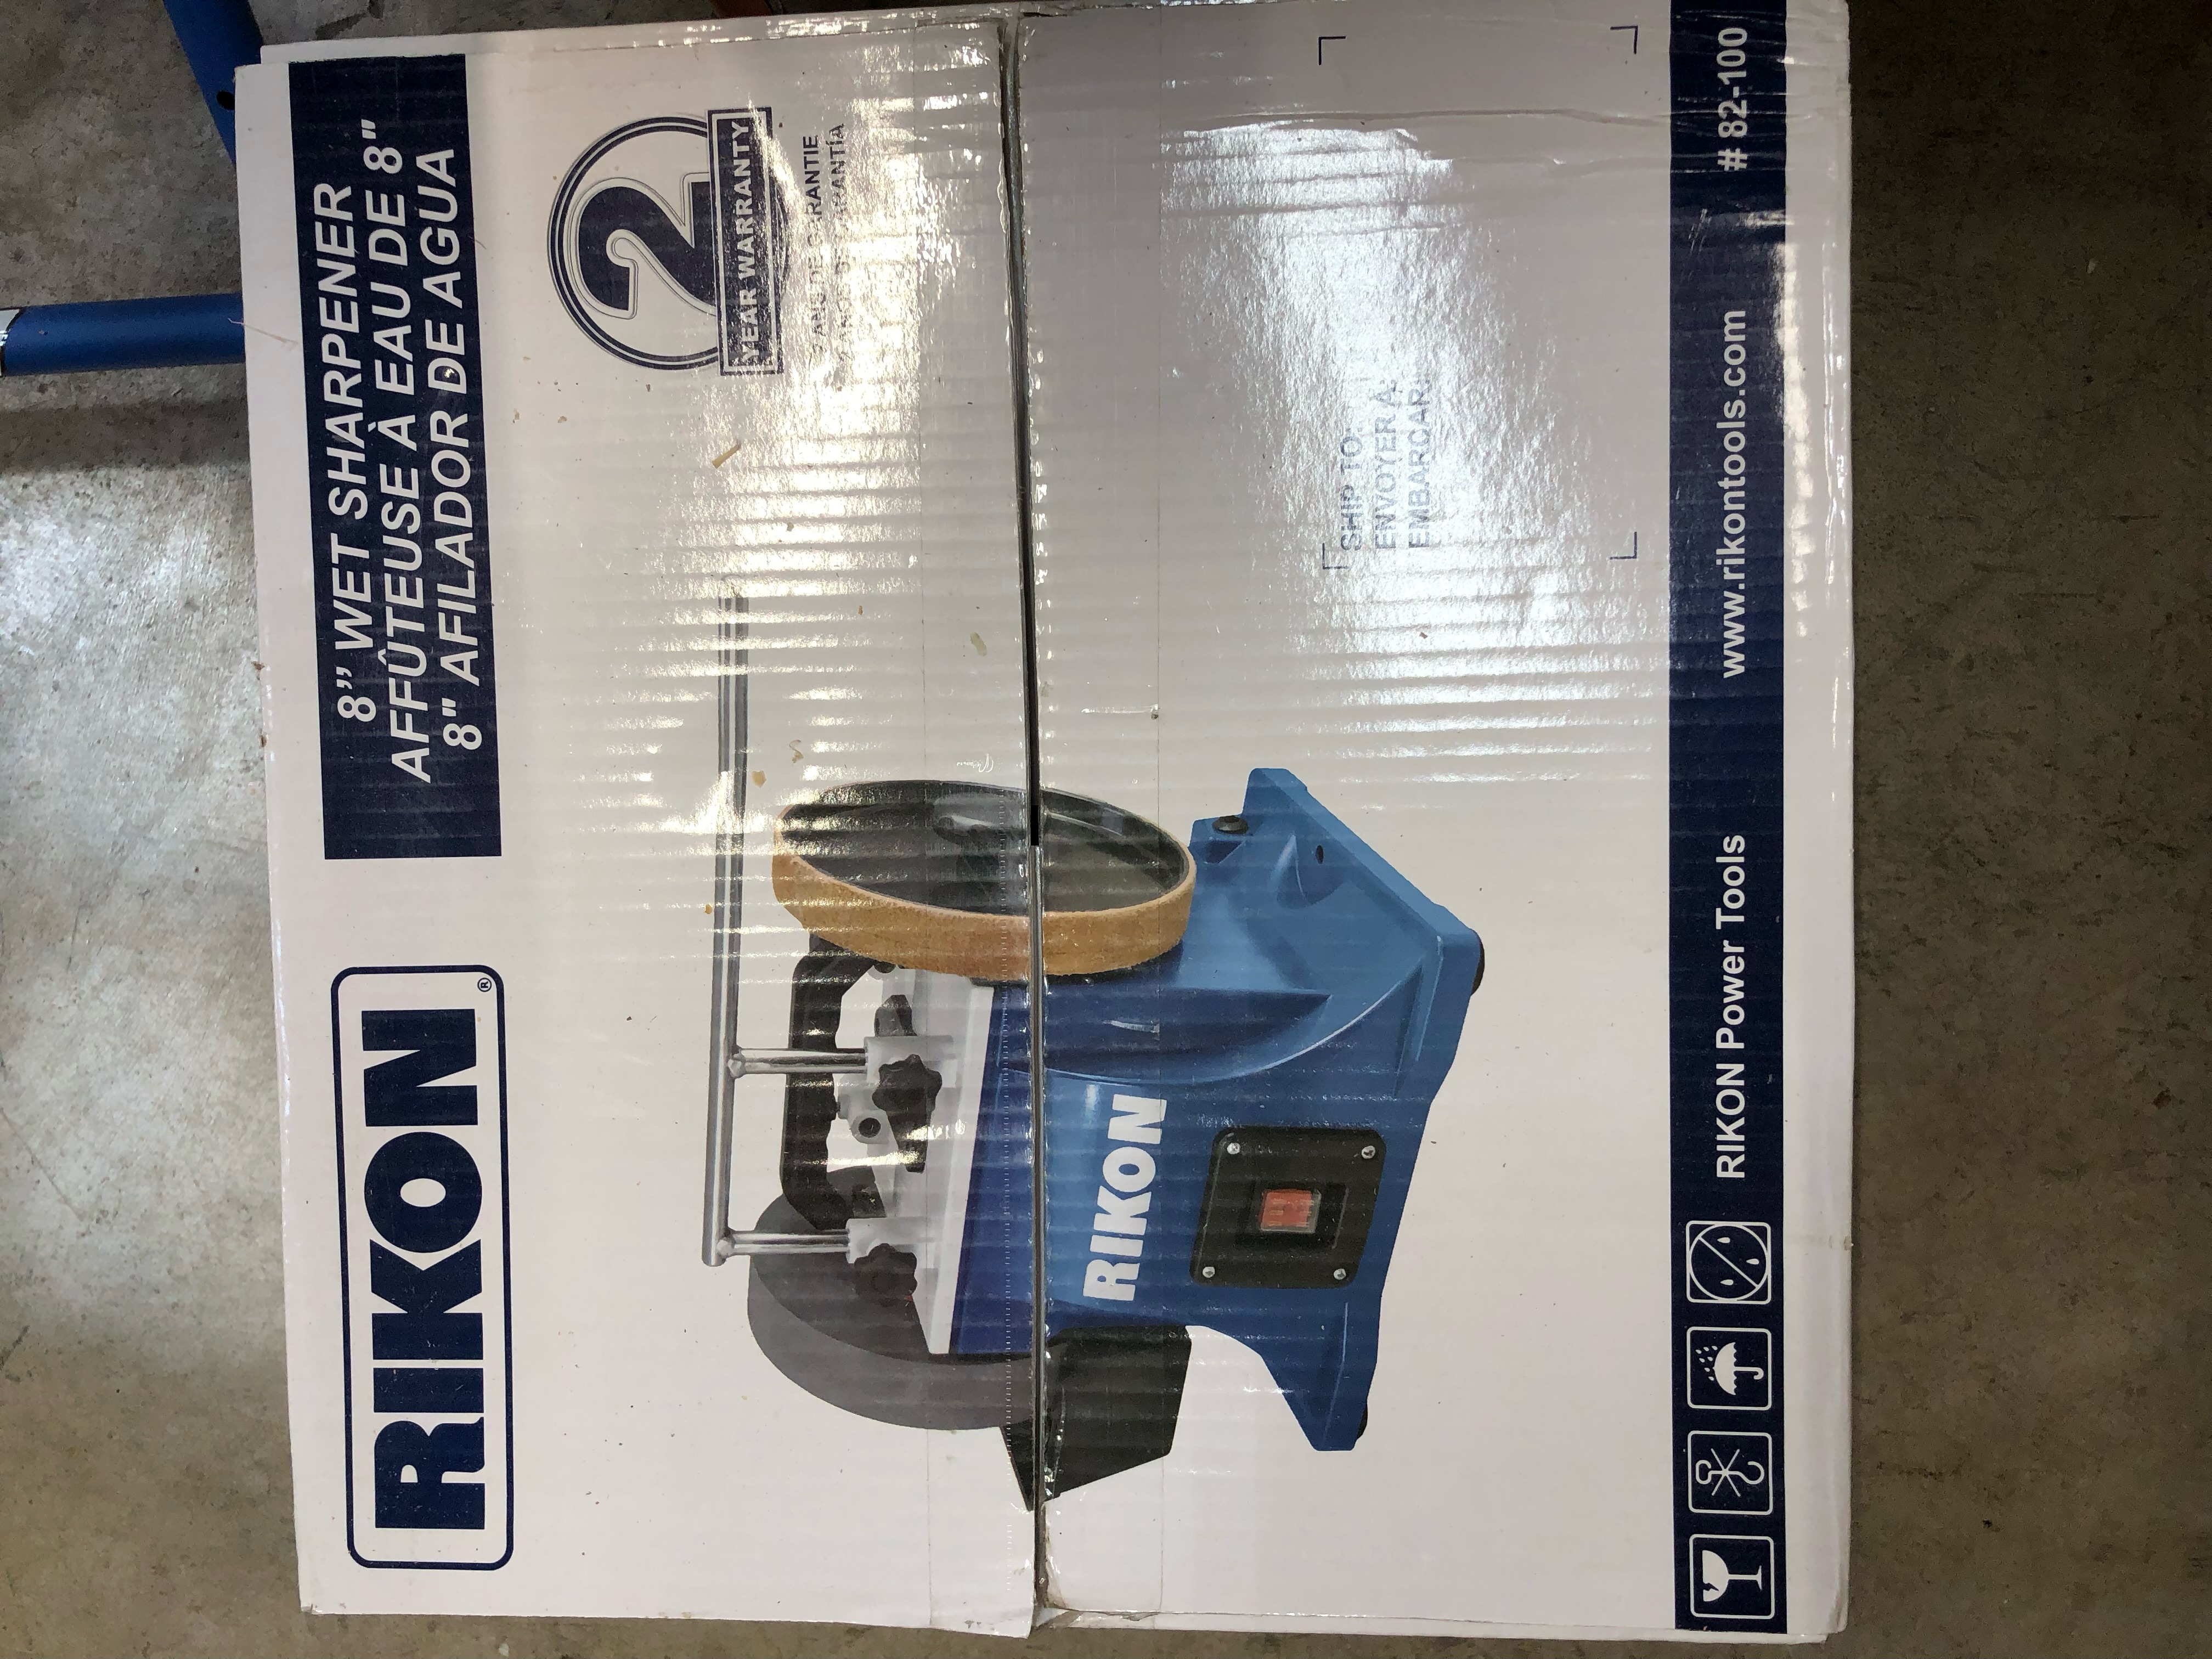 RIKON®
8" WET SHARPENER
AFFÛTEUSE À EAU DE 8"
8" AFILADOR DE AGUA
RIKON
2
YEAR WARRANTY
SHIP TO:
ENVOYER À:
EMBARCAR:
RIKON Power Tools
www.rikontools.com
# 82-100